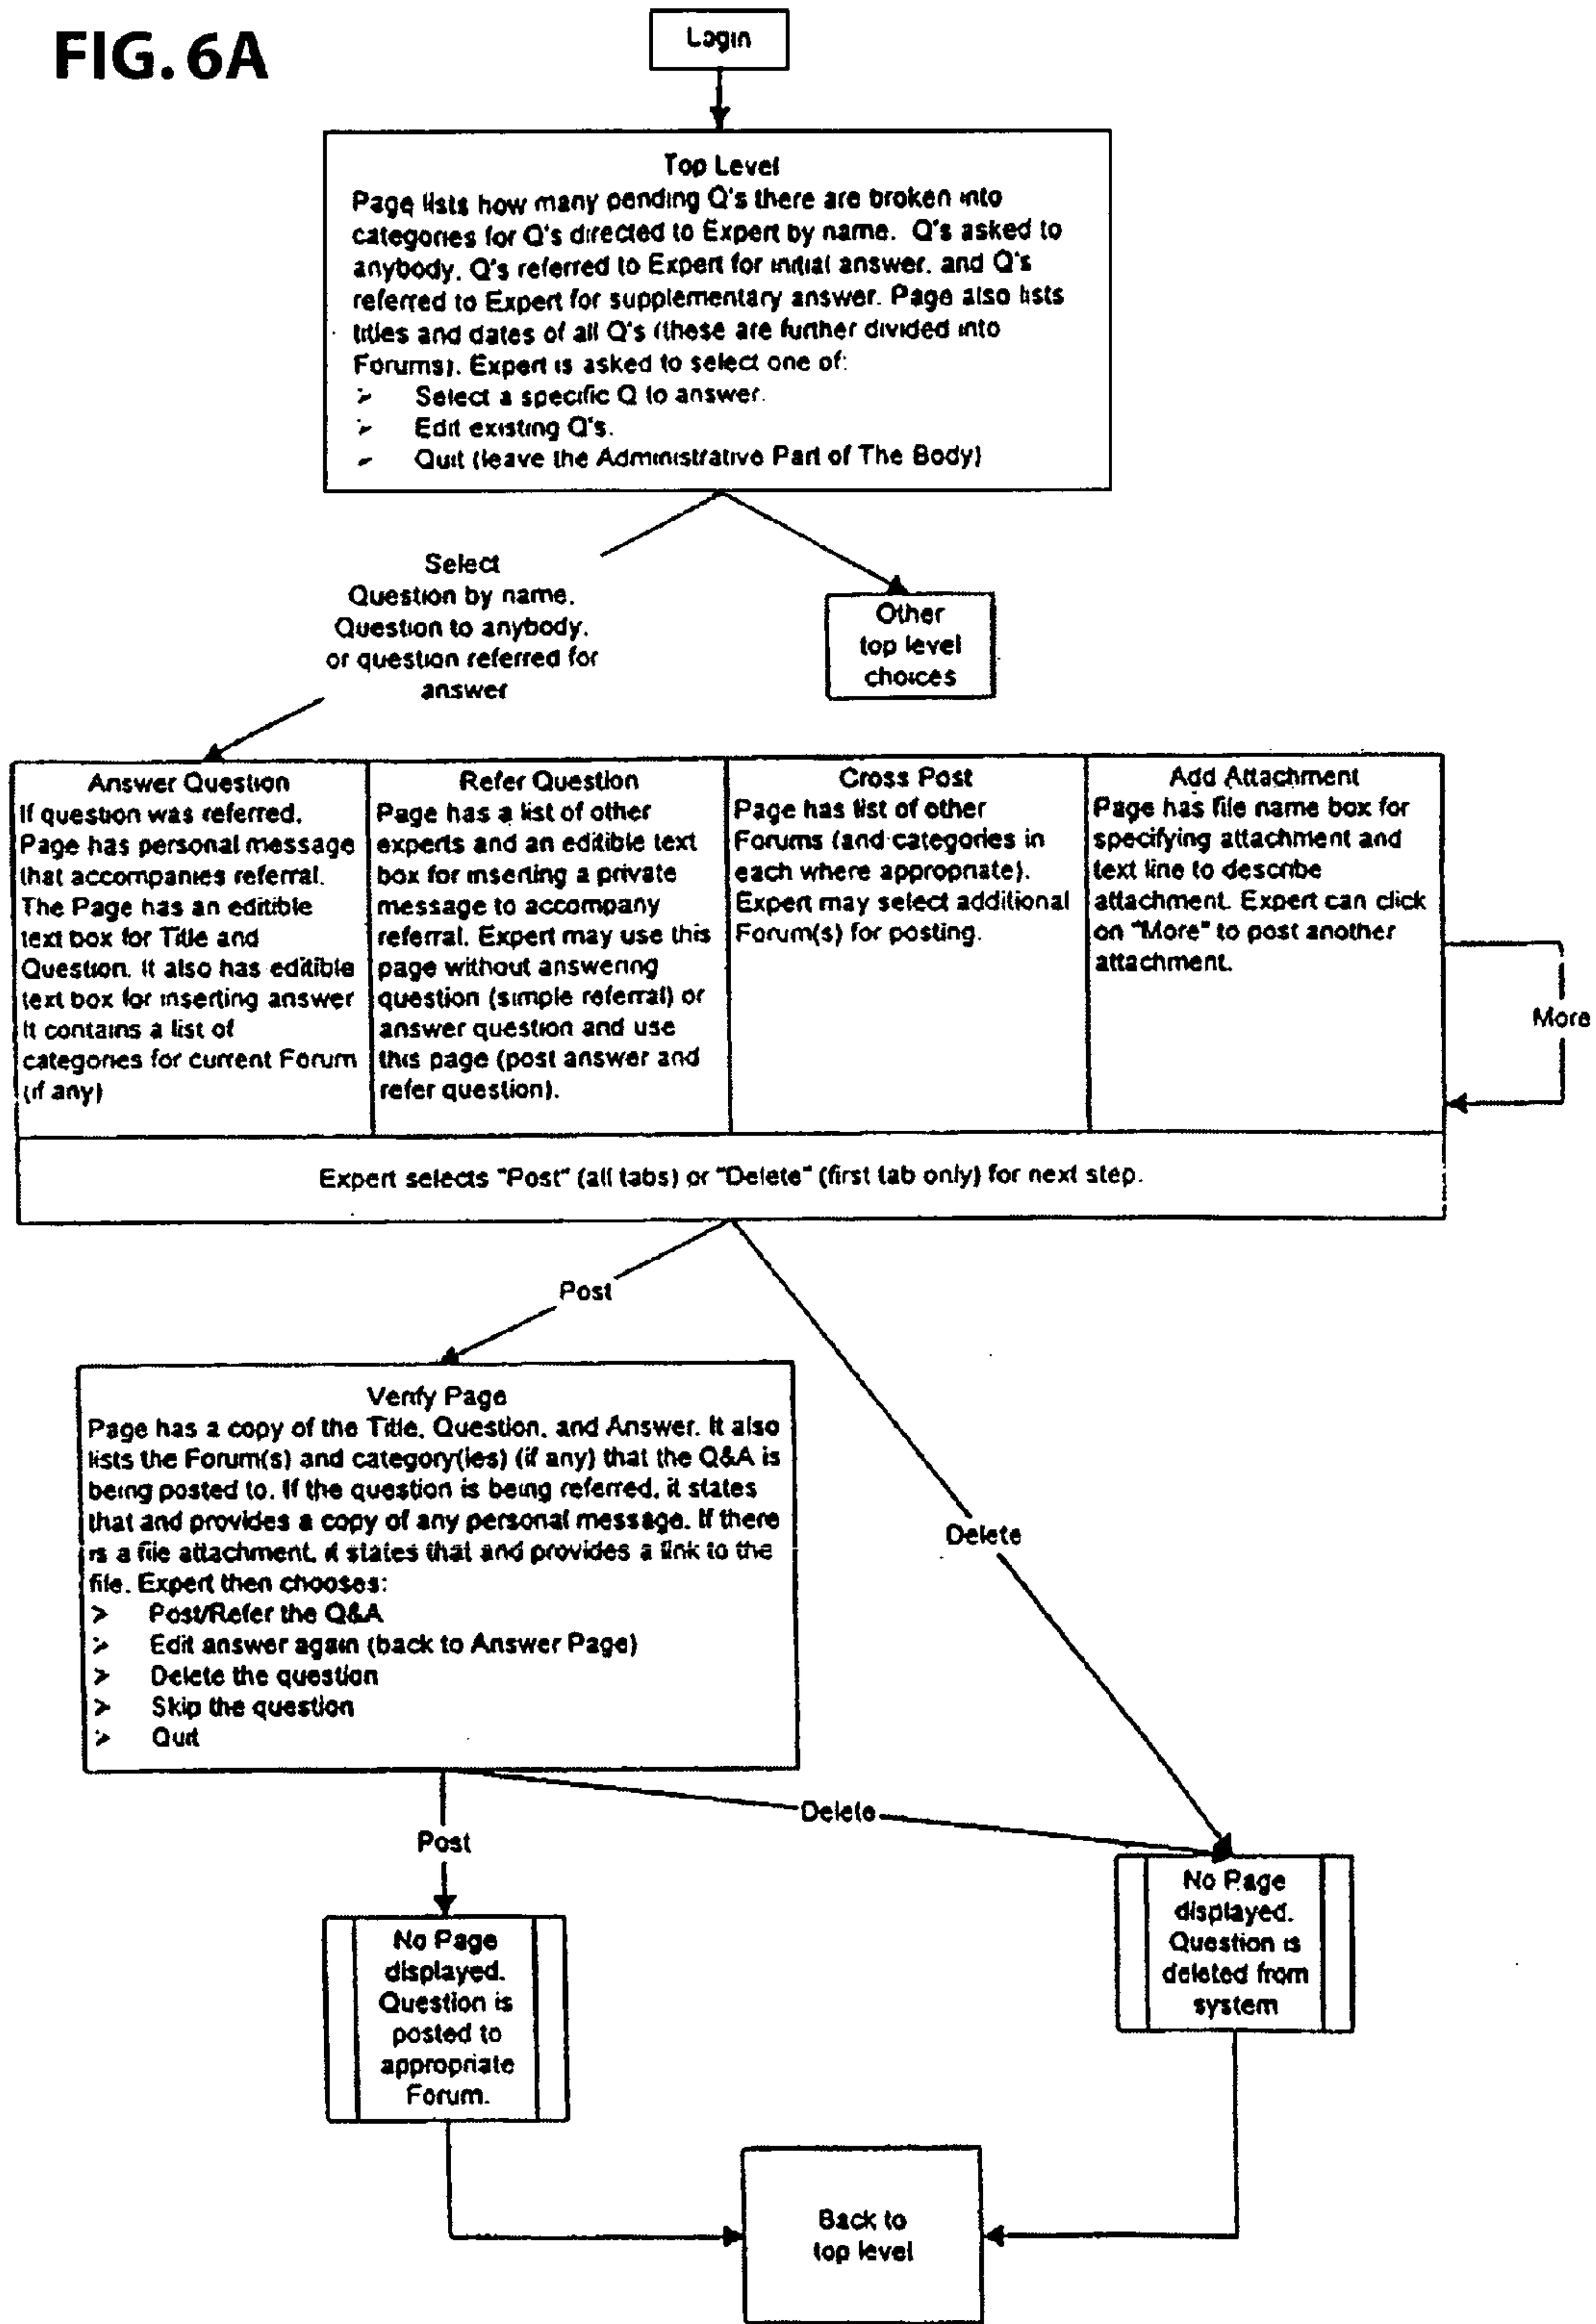 FIG. 6A
Login
Top Level
Page lists how many pending Q's there are broken into
categories for Q's directed to Expert by name. Q's asked to
anybody, Q's referred to Expert for initial answer, and Q's
referred to Expert for supplementary answer. Page also lists
titles and dates of all Q's (these are further divided into
Forums). Expert is asked to select one of:
➢ Select a specific Q to answer.
➢ Edit existing Q's.
➢ Quit (leave the Administrative Part of The Body)
Select
Question by name,
Question to anybody,
or question referred for
answer
Other
top level
choices
Answer Question
If question was referred,
Page has personal message
that accompanies referral.
The Page has an editible
text box for Title and
Question. It also has editible
text box for inserting answer
It contains a list of
categories for current Forum
(if any)
Refer Question
Page has a list of other
experts and an editible text
box for inserting a private
message to accompany
referral. Expert may use this
page without answering
question (simple referral) or
answer question and use
this page (post answer and
refer question).
Cross Post
Page has list of other
Forums (and categories in
each where appropriate).
Expert may select additional
Forum(s) for posting.
Add Attachment
Page has file name box for
specifying attachment and
text line to describe
attachment. Expert can click
on "More" to post another
attachment.
More
Expert selects "Post" (all tabs) or "Delete" (first tab only) for next step.
Post
Delete
Verify Page
Page has a copy of the Title, Question, and Answer. It also
lists the Forum(s) and category(ies) (if any) that the Q&A is
being posted to. If the question is being referred, it states
that and provides a copy of any personal message. If there
is a file attachment, it states that and provides a link to the
file. Expert then chooses:
➢ Post/Refer the Q&A
➢ Edit answer again (back to Answer Page)
➢ Delete the question
➢ Skip the question
➢ Quit
Delete
Post
No Page
displayed.
Question is
posted to
appropriate
Forum.
No Page
displayed.
Question is
deleted from
system
Back to
top level